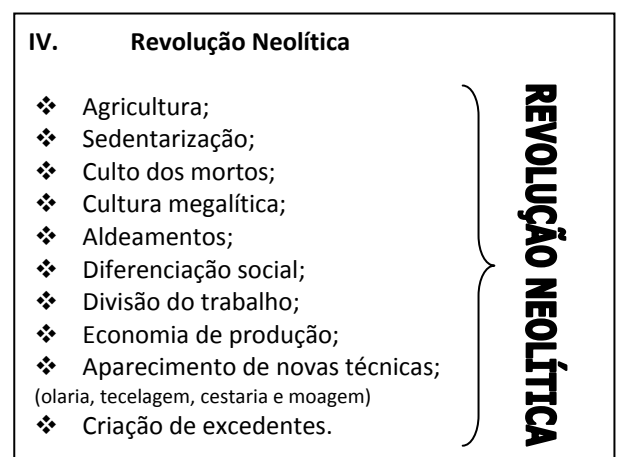 IV. Revolução Neolítica
❖ Agricultura;
❖ Sedentarização;
❖ Culto dos mortos;
❖ Cultura megalítica;
❖ Aldeamentos;
❖ Diferenciação social;
❖ Divisão do trabalho;
❖ Economia de produção;
❖ Aparecimento de novas técnicas;
(olaria, tecelagem, cestaria e moagem)
❖ Criação de excedentes.
REVOLUÇÃO NEOLÍTICA